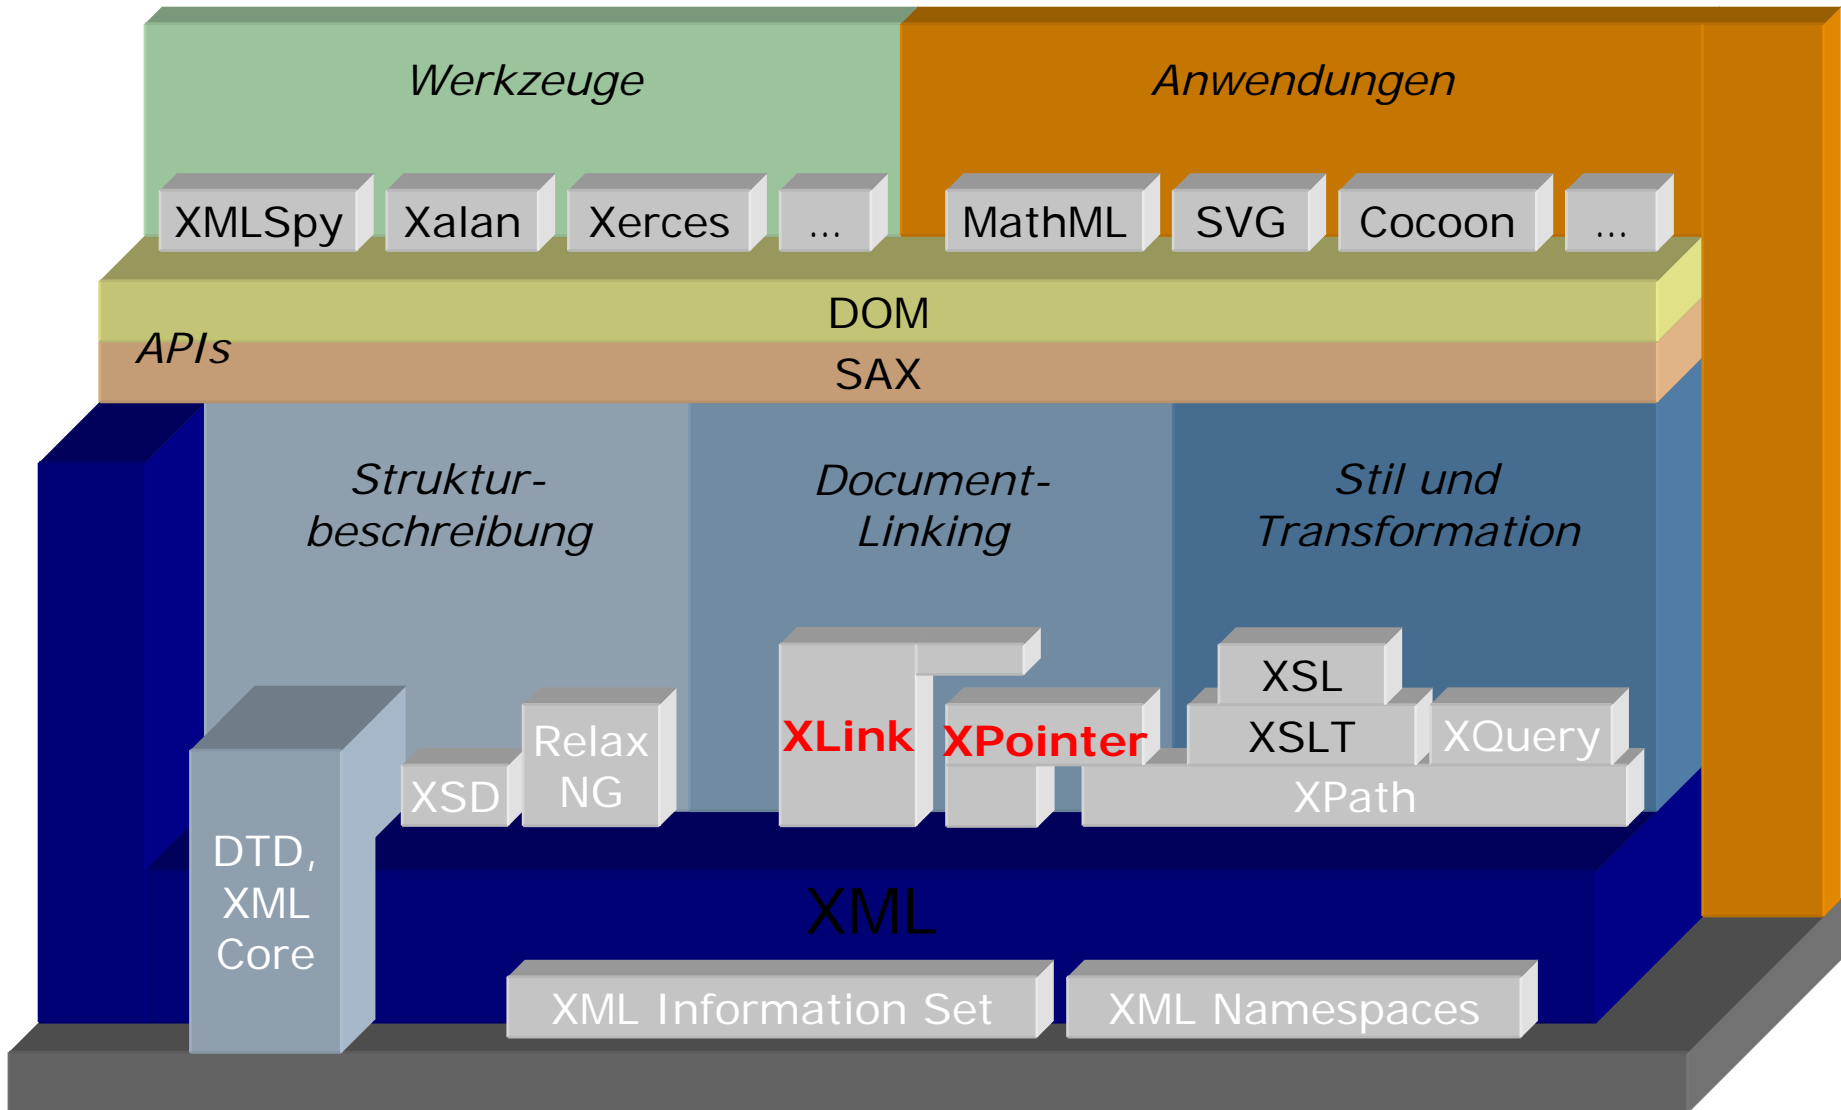 Werkzeuge
Anwendungen
XMLSpy
Xalan
Xerces
...
MathML
SVG
Cocoon
...
DOM
APIs
SAX
Struktur-
beschreibung
Document-
Linking
Stil und
Transformation
XSL
XLink
XPointer
XSLT
XQuery
Relax
NG
XSD
XPath
DTD,
XML
Core
XML
XML Information Set
XML Namespaces